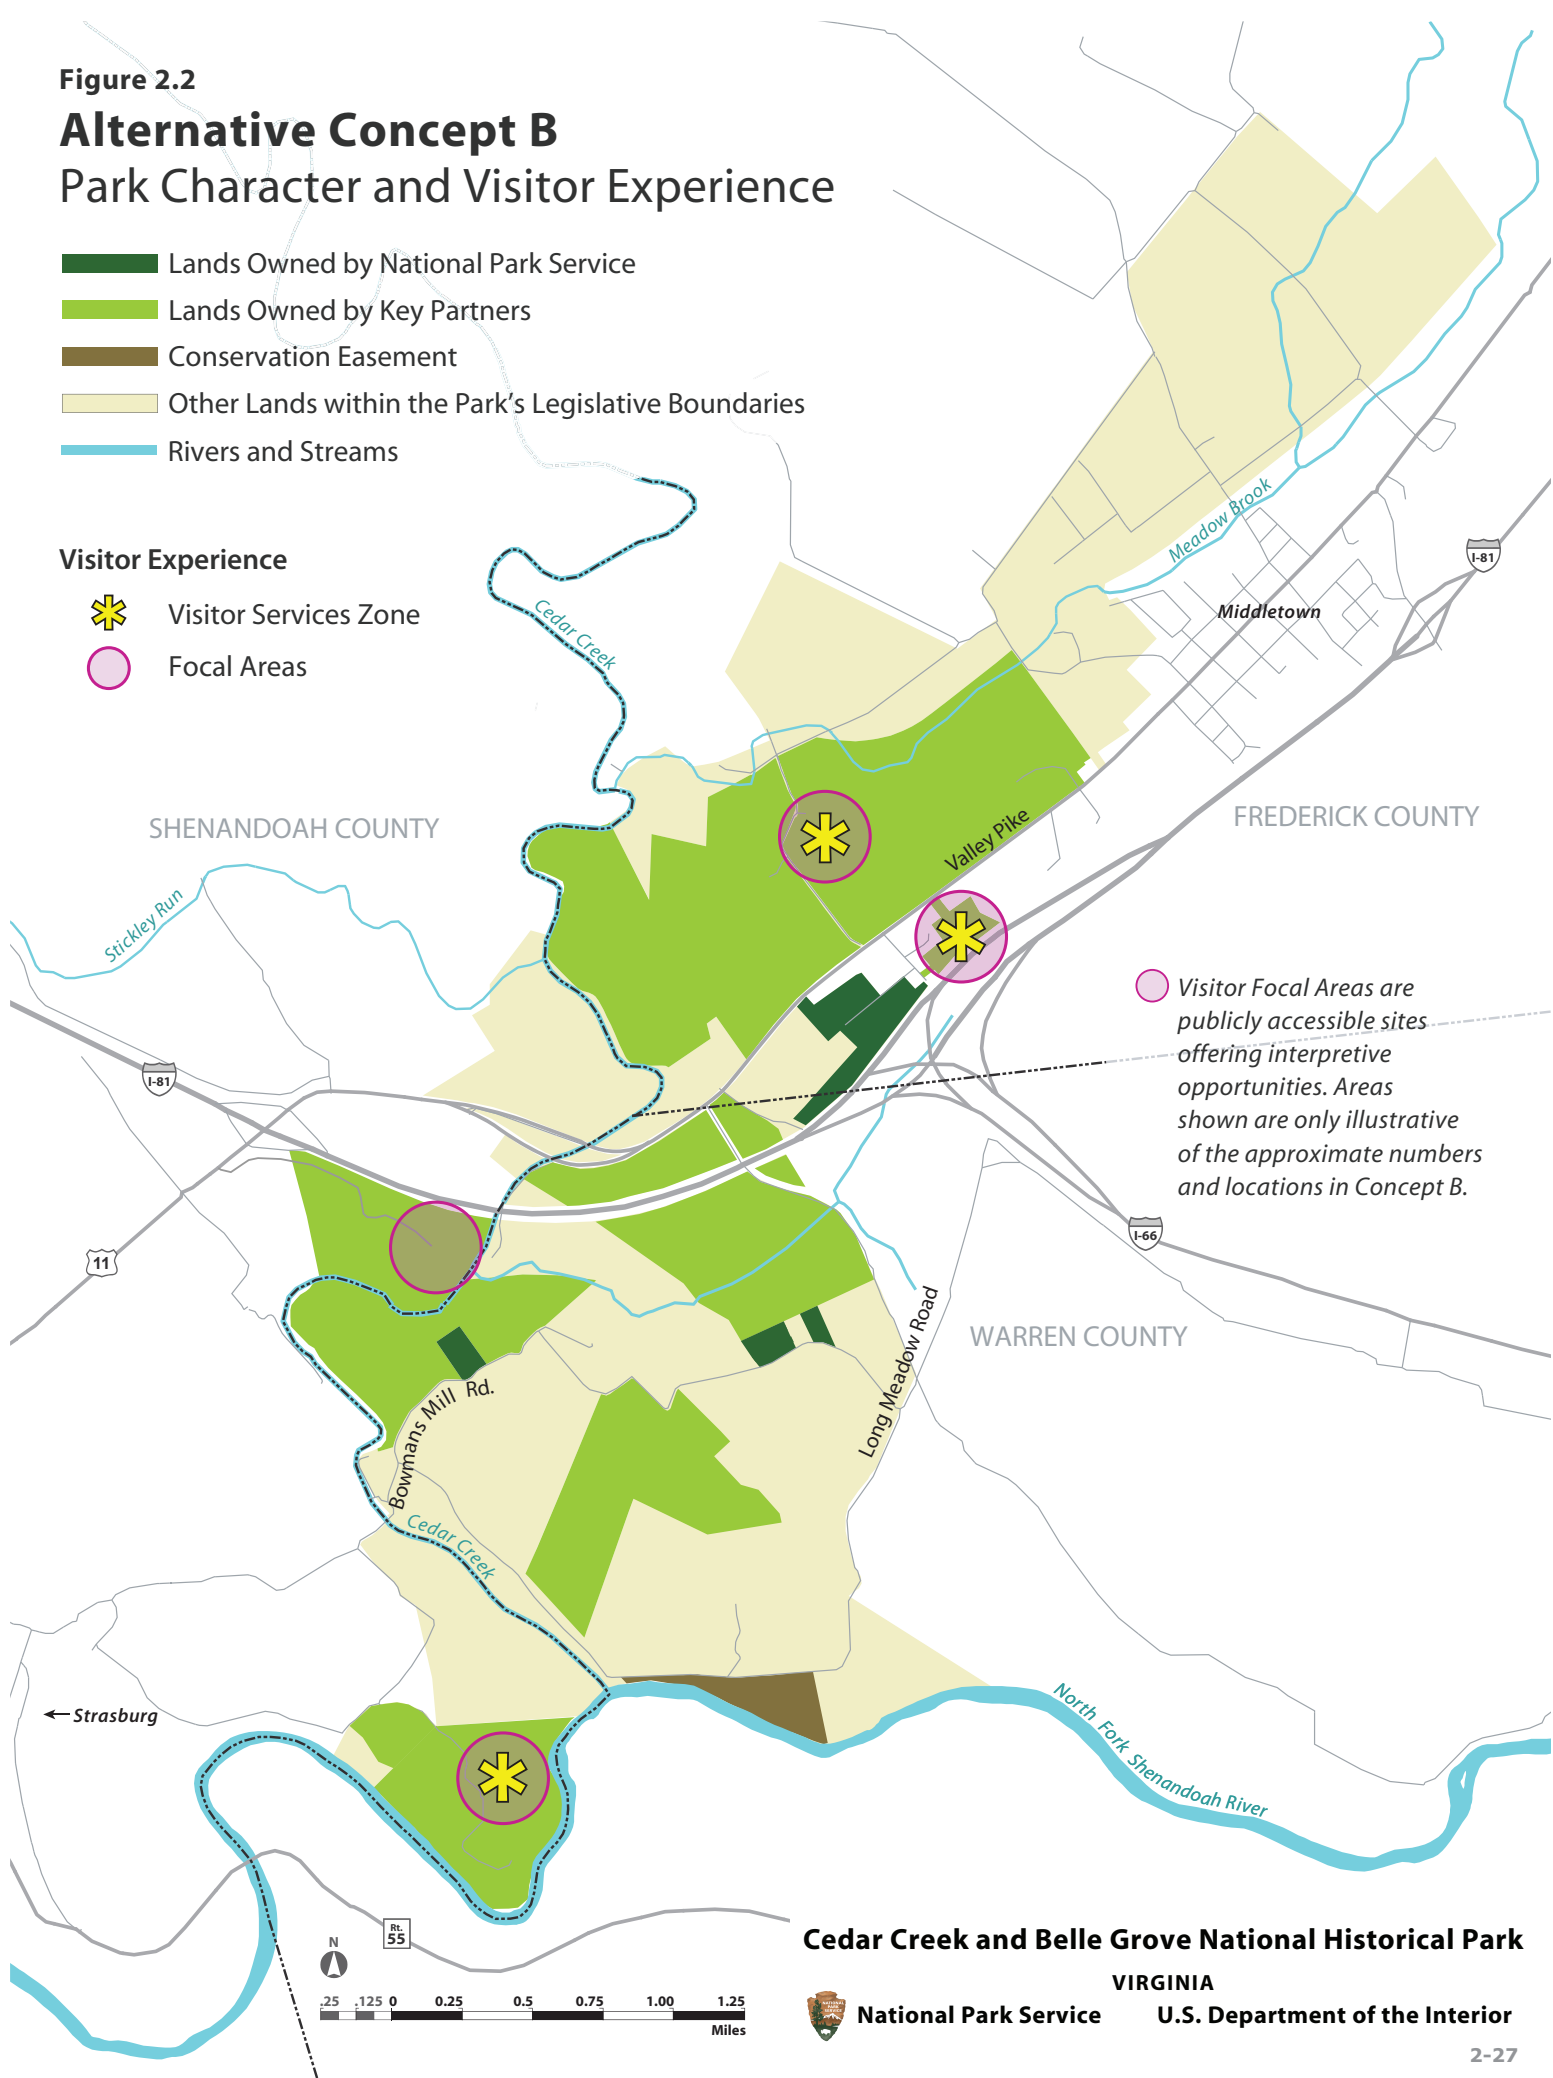 Figure 2.2
Alternative Concept B
Park Character and Visitor Experience
Lands Owned by National Park Service
Lands Owned by Key Partners
Conservation Easement
Other Lands within the Park's Legislative Boundaries
Rivers and Streams
Visitor Experience
Visitor Services Zone
Focal Areas
Cedar Creek
Meadow Brook
I-81
Middletown
SHENANDOAH COUNTY
FREDERICK COUNTY
Valley Pike
Stickley Run
Visitor Focal Areas are
publicly accessible sites
offering interpretive
opportunities. Areas
shown are only illustrative
of the approximate numbers
and locations in Concept B.
I-81
I-66
11
WARREN COUNTY
Long Meadow Road
Bowmans Mill Rd.
Cedar Creek
Strasburg
North Fork Shenandoah River
Rt.
55
N
.25 .125 0 0.25 0.5 0.75 1.00 1.25
Miles
Cedar Creek and Belle Grove National Historical Park
VIRGINIA
NATIONAL
PARK
SERVICE
National Park Service U.S. Department of the Interior
2-27